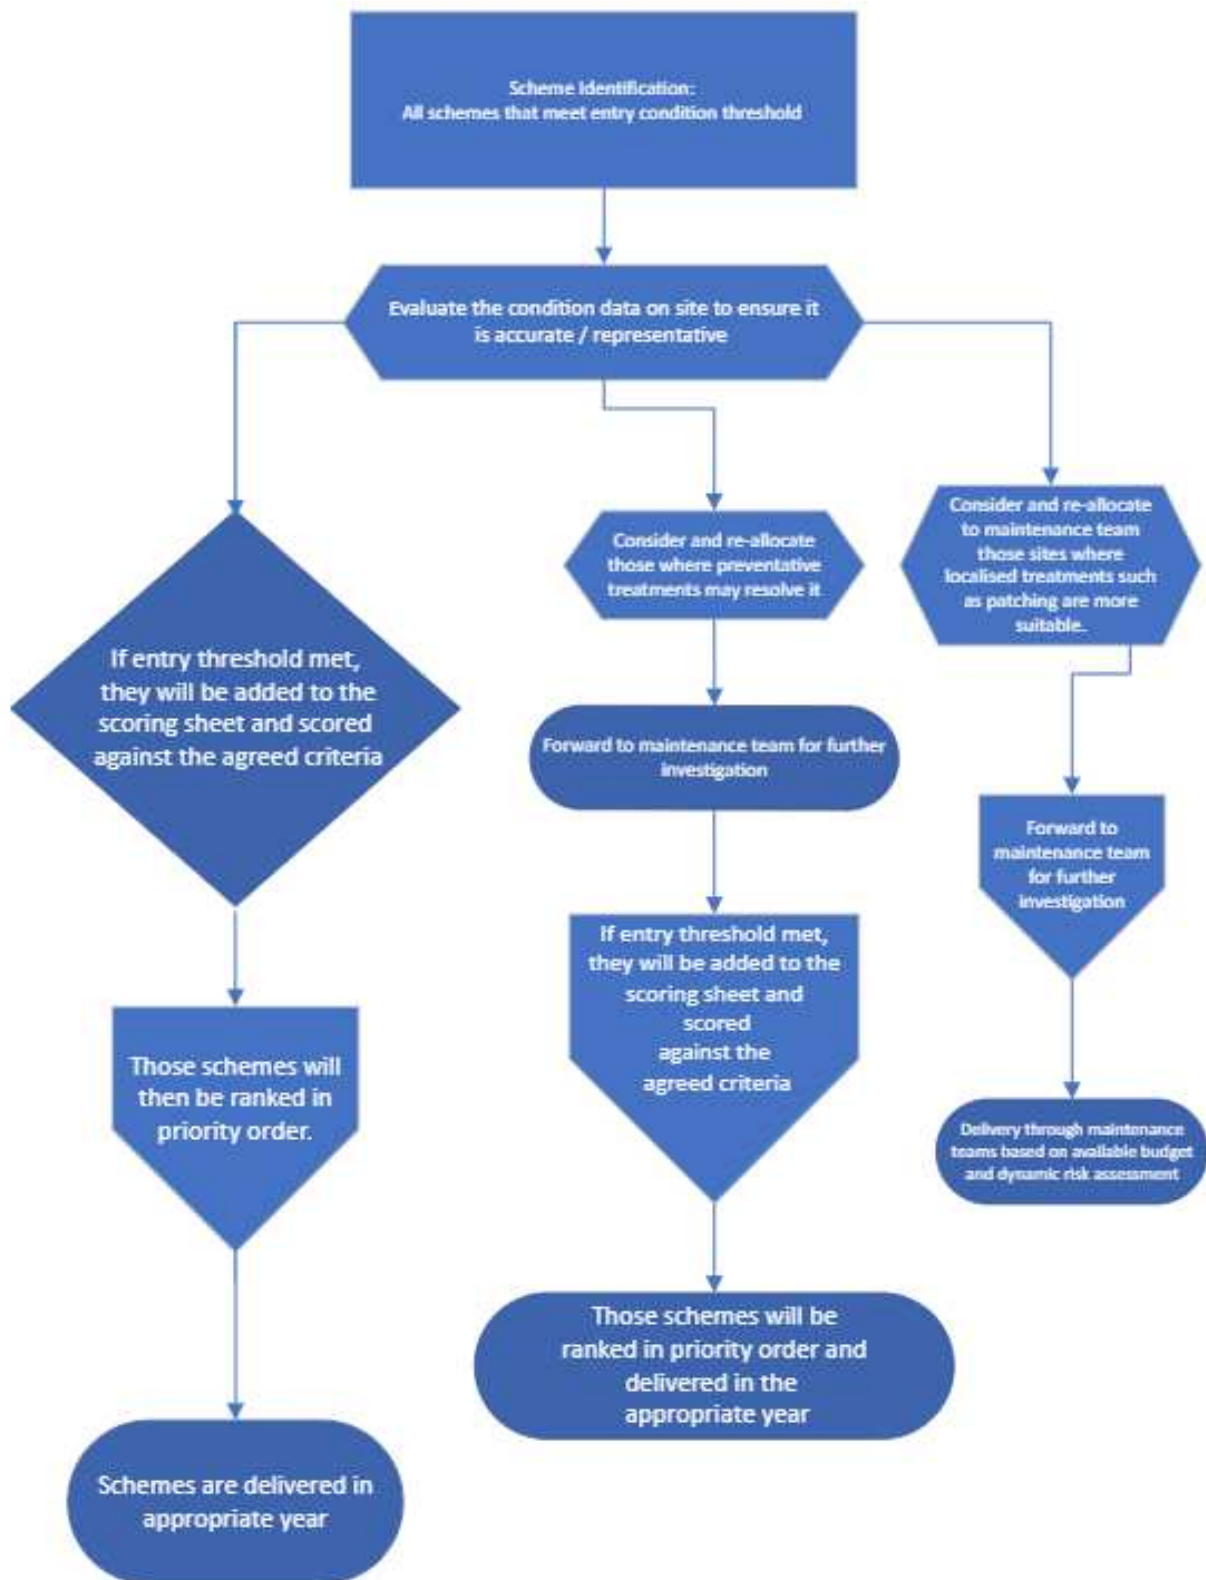 Scheme Identification:
All schemes that meet entry condition threshold
Evaluate the condition data on site to ensure it
is accurate / representative
If entry threshold met,
they will be added to the
scoring sheet and scored
against the agreed criteria
Those schemes will
then be ranked in
priority order.
Schemes are delivered in
appropriate year
Consider and re-allocate
those where preventative
treatments may resolve it
Forward to maintenance team for further
investigation
If entry threshold met,
they will be added to the
scoring sheet and
scored
against the
agreed criteria
Those schemes will be
ranked in priority order and
delivered in the
appropriate year
Consider and re-allocate
to maintenance team
those sites where
localised treatments such
as patching are more
suitable.
Forward to
maintenance team
for further
investigation
Delivery through maintenance
teams based on available budget
and dynamic risk assessment